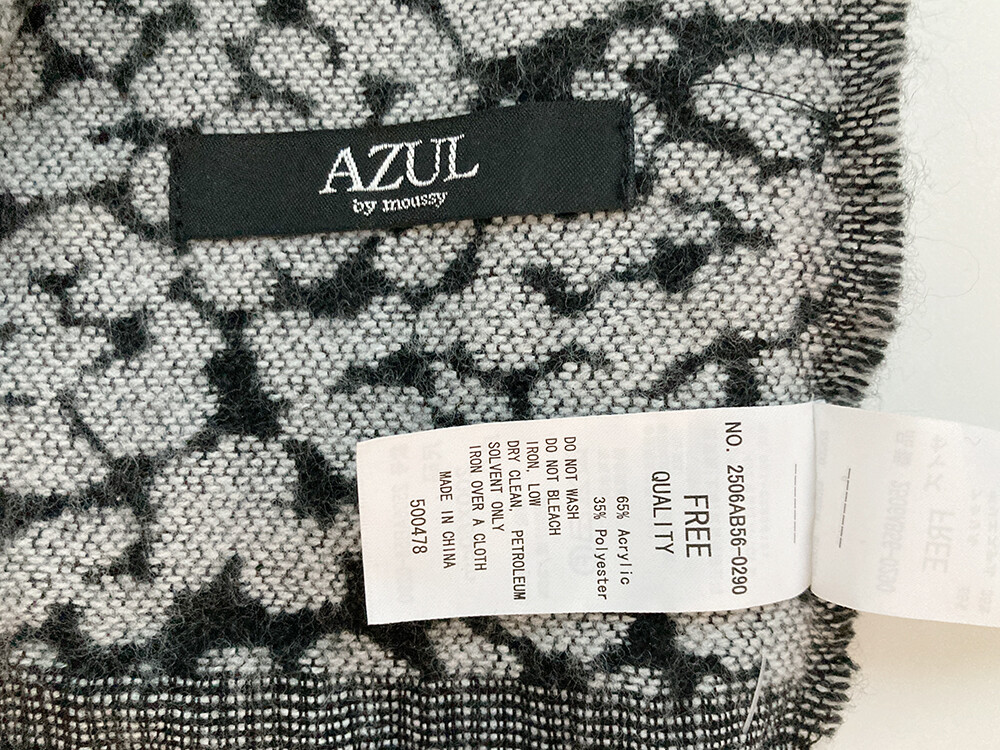 AZUL
by moussy
NO. 2506AB56-0290
FREE
QUALITY
65% Acrylic
35% Polyester
DO NOT WASH
DO NOT BLEACH
IRON, LOW
DRY CLEAN, PETROLEUM
SOLVENT ONLY
IRON OVER A CLOTH
MADE IN CHINA
500478